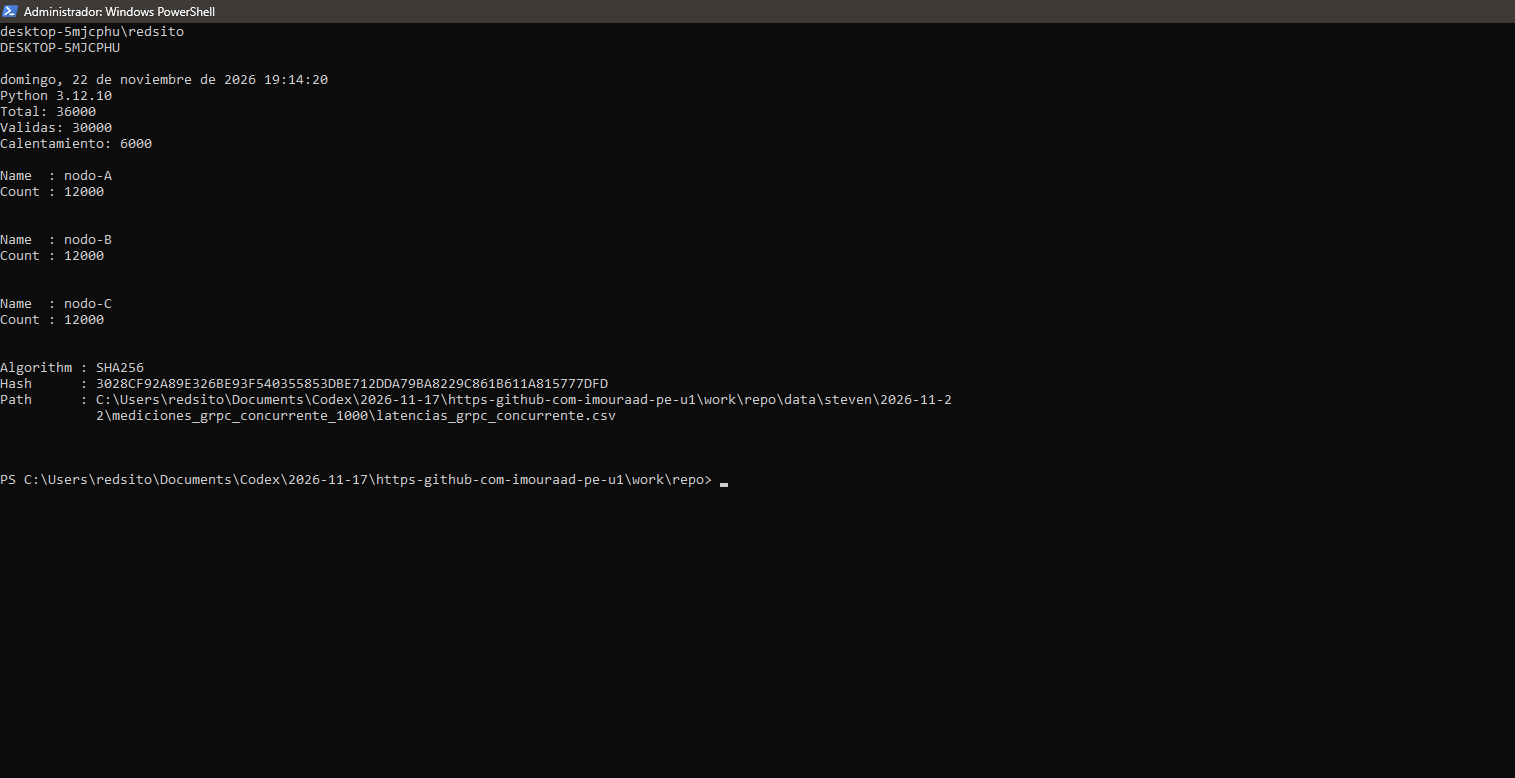 Administrador: Windows PowerShell
desktop-5mjcphu\redsito
DESKTOP-5MJCPHU
domingo, 22 de noviembre de 2026 19:14:20
Python 3.12.10
Total: 36000
Validas: 30000
Calentamiento: 6000
Name  : nodo-A
Count : 12000
Name  : nodo-B
Count : 12000
Name  : nodo-C
Count : 12000
Algorithm : SHA256
Hash      : 3028CF92A89E326BE93F540355853DBE712DDA79BA8229C861B611A815777DFD
Path      : C:\Users\redsito\Documents\Codex\2026-11-17\https-github-com-imouraad-pe-u1\work\repo\data\steven\2026-11-2
2\mediciones_grpc_concurrente_1000\latencias_grpc_concurrente.csv
PS C:\Users\redsito\Documents\Codex\2026-11-17\https-github-com-imouraad-pe-u1\work\repo>